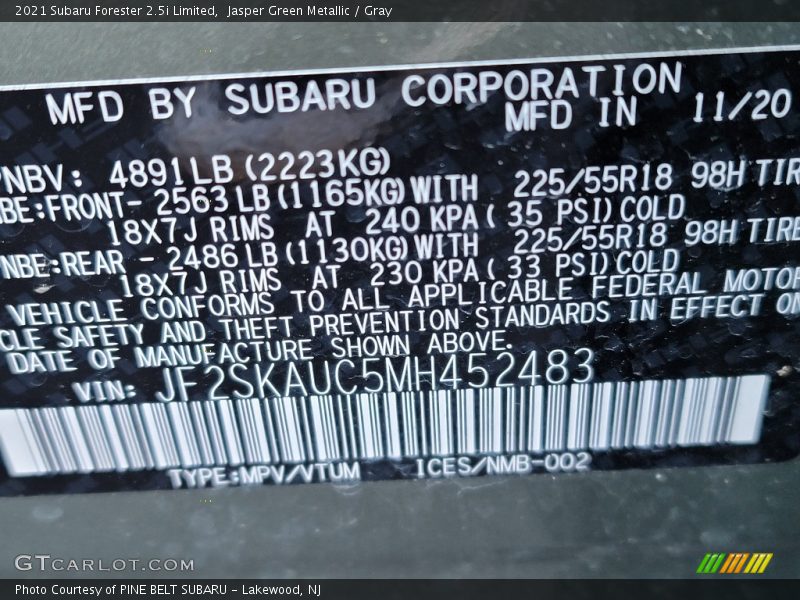 2021 Subaru Forester 2.5i Limited,  Jasper Green Metallic / Gray
MFD BY SUBARU CORPORATION
MFD IN 11/20
PNBV: 4891LB(2223KG)
BE:FRONT- 2563LB(1165KG)WITH 225/55R18 98H TIR
18X7J RIMS AT 240 KPA( 35 PSI)COLD
NBE:REAR - 2486LB(1130KG)WITH 225/55R18 98H TIRE
18X7J RIMS AT 230 KPA( 33 PSI)COLD
VEHICLE CONFORMS TO ALL APPLICABLE FEDERAL MOTOR
CLE SAFETY AND THEFT PREVENTION STANDARDS IN EFFECT ON
DATE OF MANUFACTURE SHOWN ABOVE.
VIN: JF2SKAUC5MH452483
TYPE:MPV/VTUM ICES/NMB-002
GTCARLOT.COM
Photo Courtesy of PINE BELT SUBARU - Lakewood, NJ